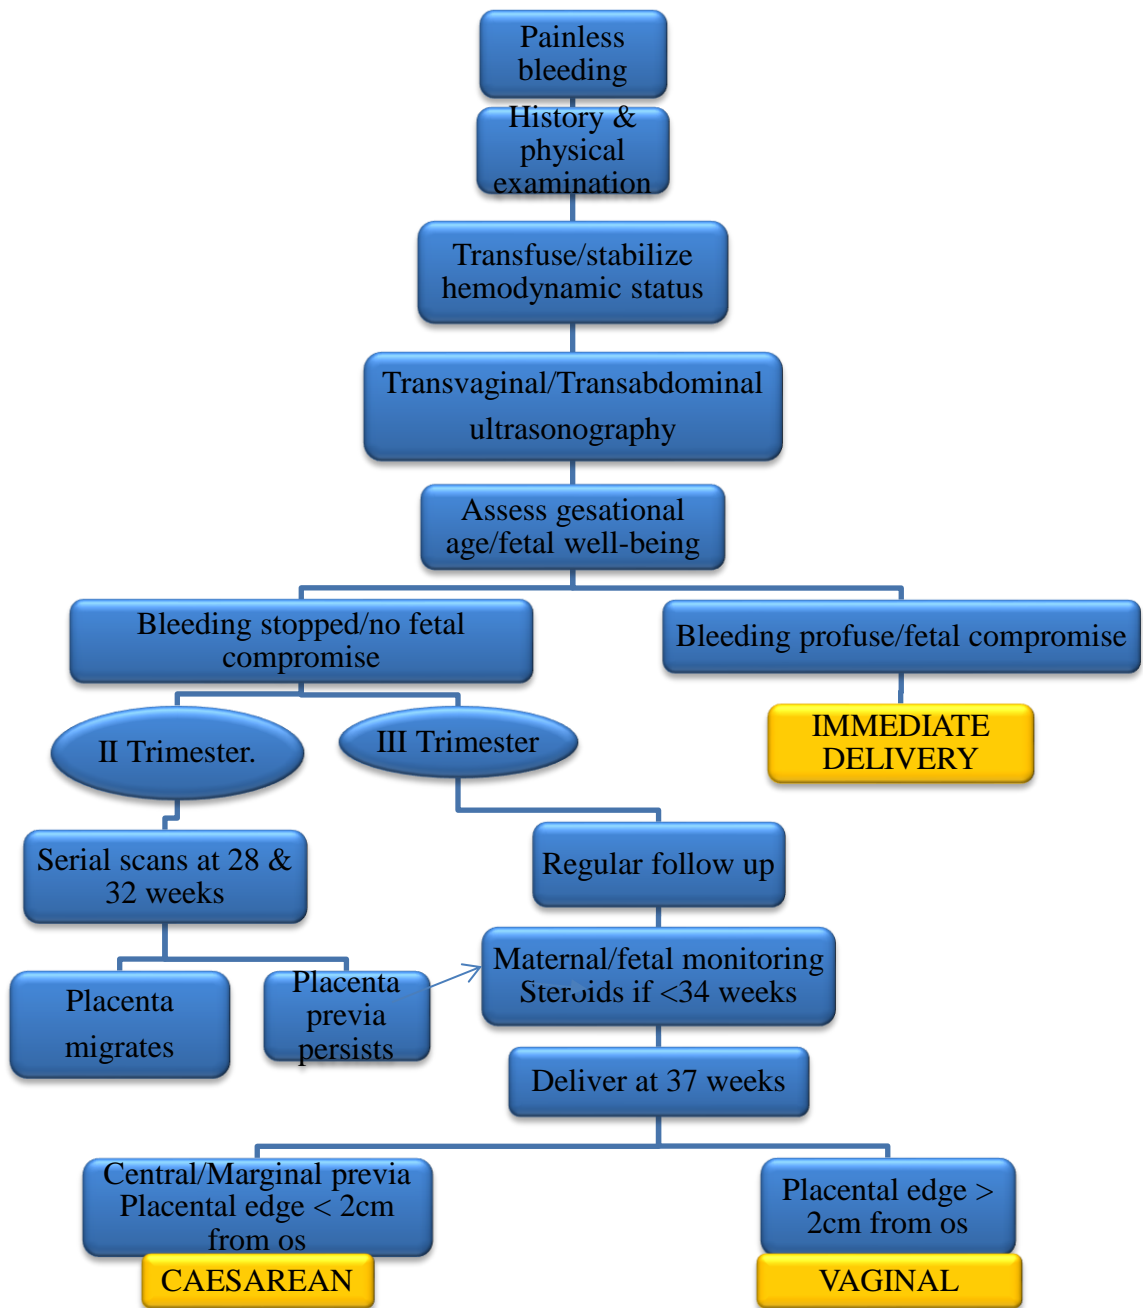 Painless
bleeding
History &
physical
examination
Transfuse/stabilize
hemodynamic status
Transvaginal/Transabdominal
ultrasonography
Assess gesational
age/fetal well-being
Bleeding stopped/no fetal
compromise
Bleeding profuse/fetal compromise
IMMEDIATE
DELIVERY
II Trimester.
III Trimester
Serial scans at 28 &
32 weeks
Regular follow up
Placenta
migrates
Placenta
previa
persists
Maternal/fetal monitoring
Steroids if <34 weeks
Deliver at 37 weeks
Central/Marginal previa
Placental edge < 2cm
from os
CAESAREAN
Placental edge >
2cm from os
VAGINAL